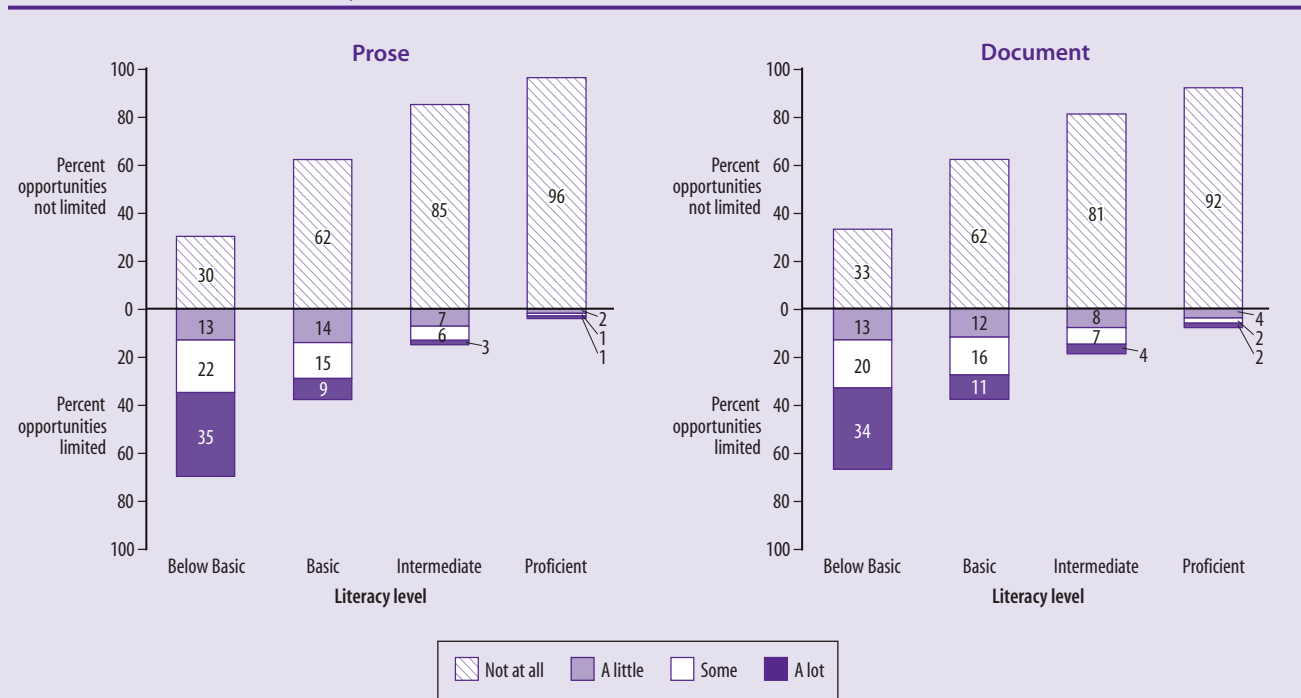 Prose
100
80
60
40
20
0
20
40
60
80
100
Percent
opportunities
not limited
Percent
opportunities
limited
30
13
22
35
62
14
15
9
85
7
6
3
96
2
1
1
Below Basic
Basic
Intermediate
Proficient
Literacy level
Document
100
80
60
40
20
0
20
40
60
80
100
Percent
opportunities
not limited
Percent
opportunities
limited
33
13
20
34
62
12
16
11
81
8
7
4
92
4
2
2
Below Basic
Basic
Intermediate
Proficient
Literacy level
Not at all
A little
Some
A lot